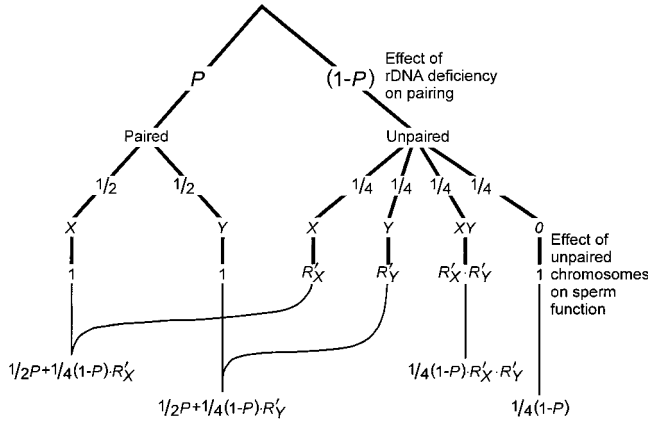 P
(1-P)
Effect of
rDNA deficiency
on pairing
Paired
Unpaired
1/2 1/2 1/4 1/4 1/4 1/4
X Y X Y XY 0
1 1 R′X R′Y R′X·R′Y 1
Effect of
unpaired
chromosomes
on sperm
function
1/2P+1/4(1-P)·R′X
1/4(1-P)·R′X·R′Y
1/2P+1/4(1-P)·R′Y
1/4(1-P)